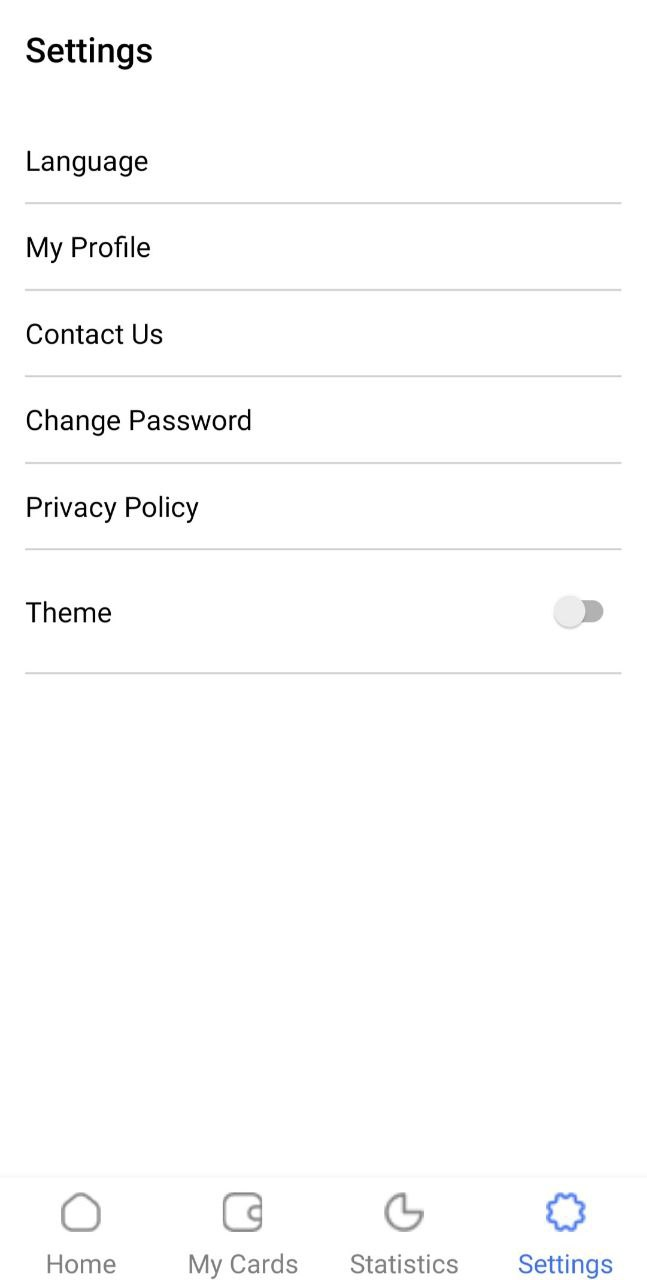 Settings
Language
My Profile
Contact Us
Change Password
Privacy Policy
Theme
Home
My Cards
Statistics
Settings